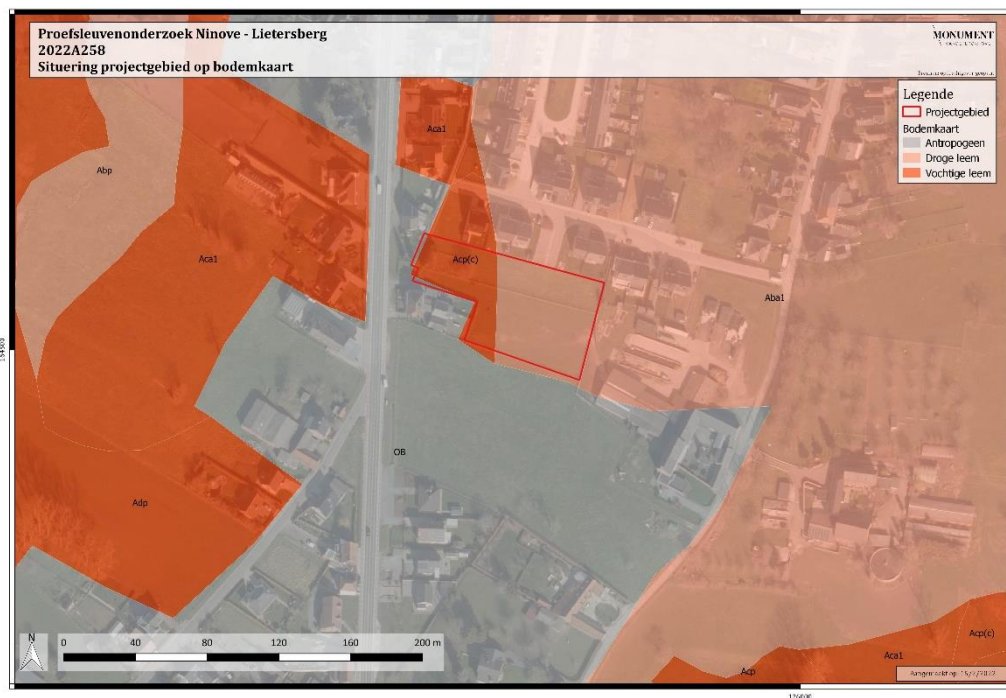 Proefsleuvenonderzoek Ninove - Lietersberg
2022A258
Situering projectgebied op bodemkaart
MONUMENT
Legende
Projectgebied
Bodemkaart
Antropogeen
Droge leem
Vochtige leem
Aca1
Abp
Aca1
Acp(c)
Aba1
OB
Adp
N
0 40 80 120 160 200 m
Acp(c)
Aca1
Acp